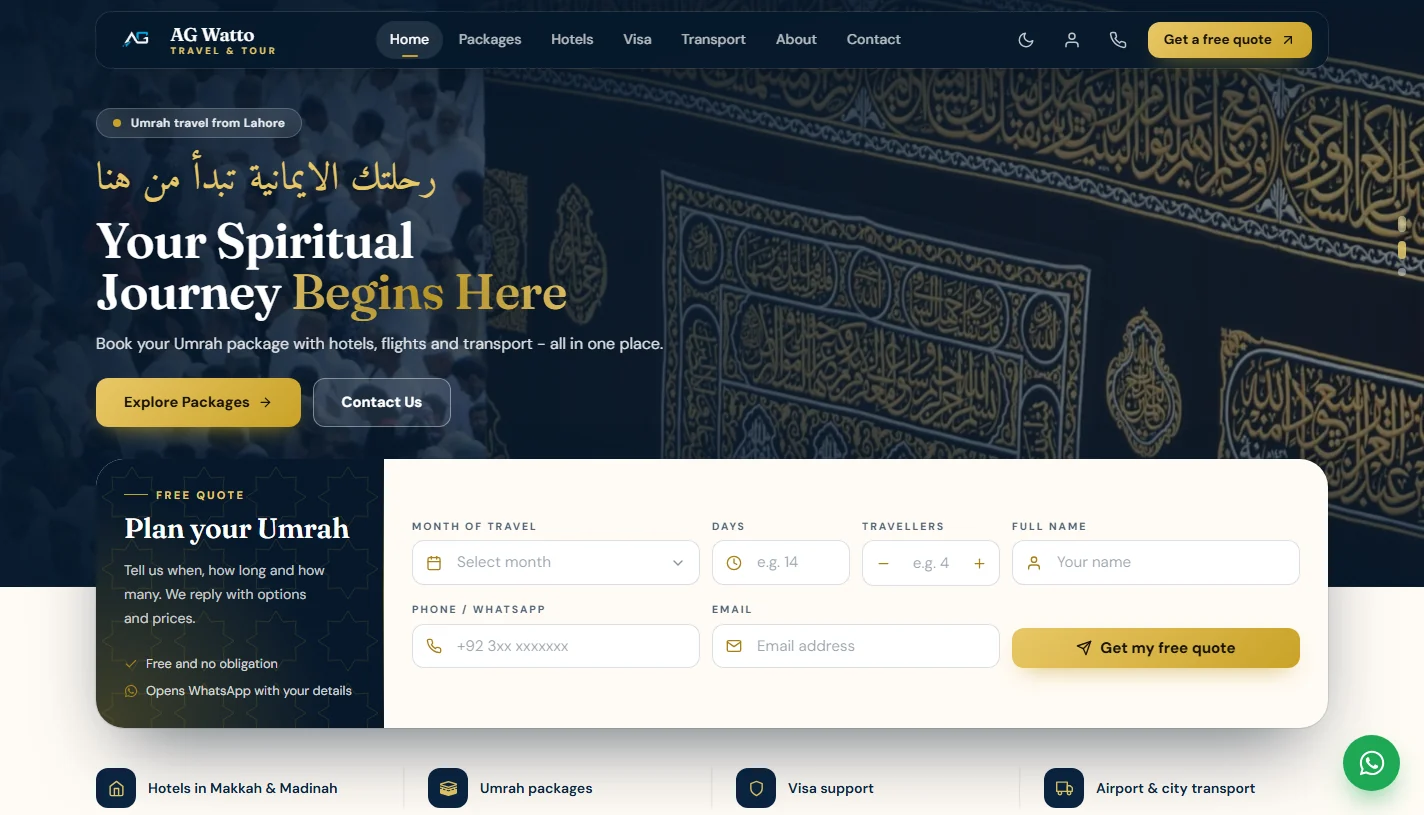 AG Watto
TRAVEL & TOUR
Home
Packages
Hotels
Visa
Transport
About
Contact
Get a free quote
Umrah travel from Lahore
رحلتك الايمانية تبدأ من هنا
Your Spiritual
Journey Begins Here
Book your Umrah package with hotels, flights and transport - all in one place.
Explore Packages
Contact Us
FREE QUOTE
Plan your Umrah
Tell us when, how long and how
many. We reply with options
and prices.
Free and no obligation
Opens WhatsApp with your details
MONTH OF TRAVEL
Select month
DAYS
e.g. 14
TRAVELLERS
e.g. 4
FULL NAME
Your name
PHONE / WHATSAPP
+92 3xx xxxxxxx
EMAIL
Email address
Get my free quote
Hotels in Makkah & Madinah
Umrah packages
Visa support
Airport & city transport